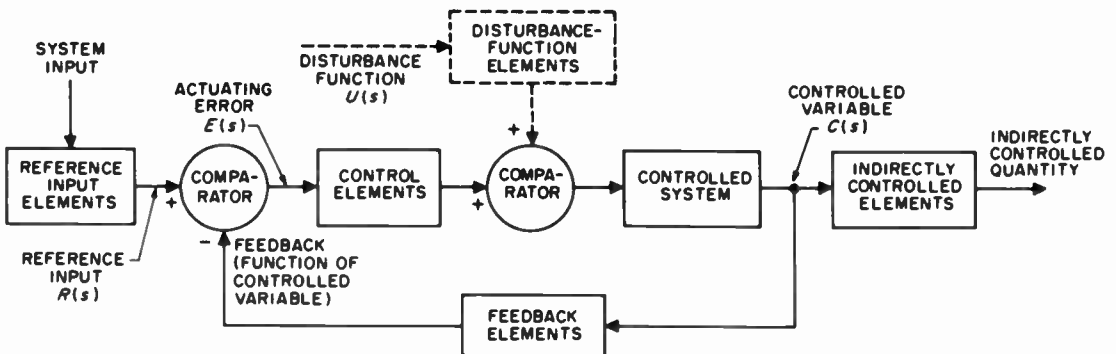 SYSTEM
INPUT
DISTURBANCE
FUNCTION
U(s)
DISTURBANCE-
FUNCTION
ELEMENTS
ACTUATING
ERROR
E(s)
CONTROLLED
VARIABLE
C(s)
INDIRECTLY
CONTROLLED
QUANTITY
REFERENCE
INPUT
ELEMENTS
+
COMPA-
RATOR
CONTROL
ELEMENTS
+
+
COMPA-
RATOR
CONTROLLED
SYSTEM
INDIRECTLY
CONTROLLED
ELEMENTS
REFERENCE
INPUT
R(s)
-
FEEDBACK
(FUNCTION OF
CONTROLLED
VARIABLE)
FEEDBACK
ELEMENTS